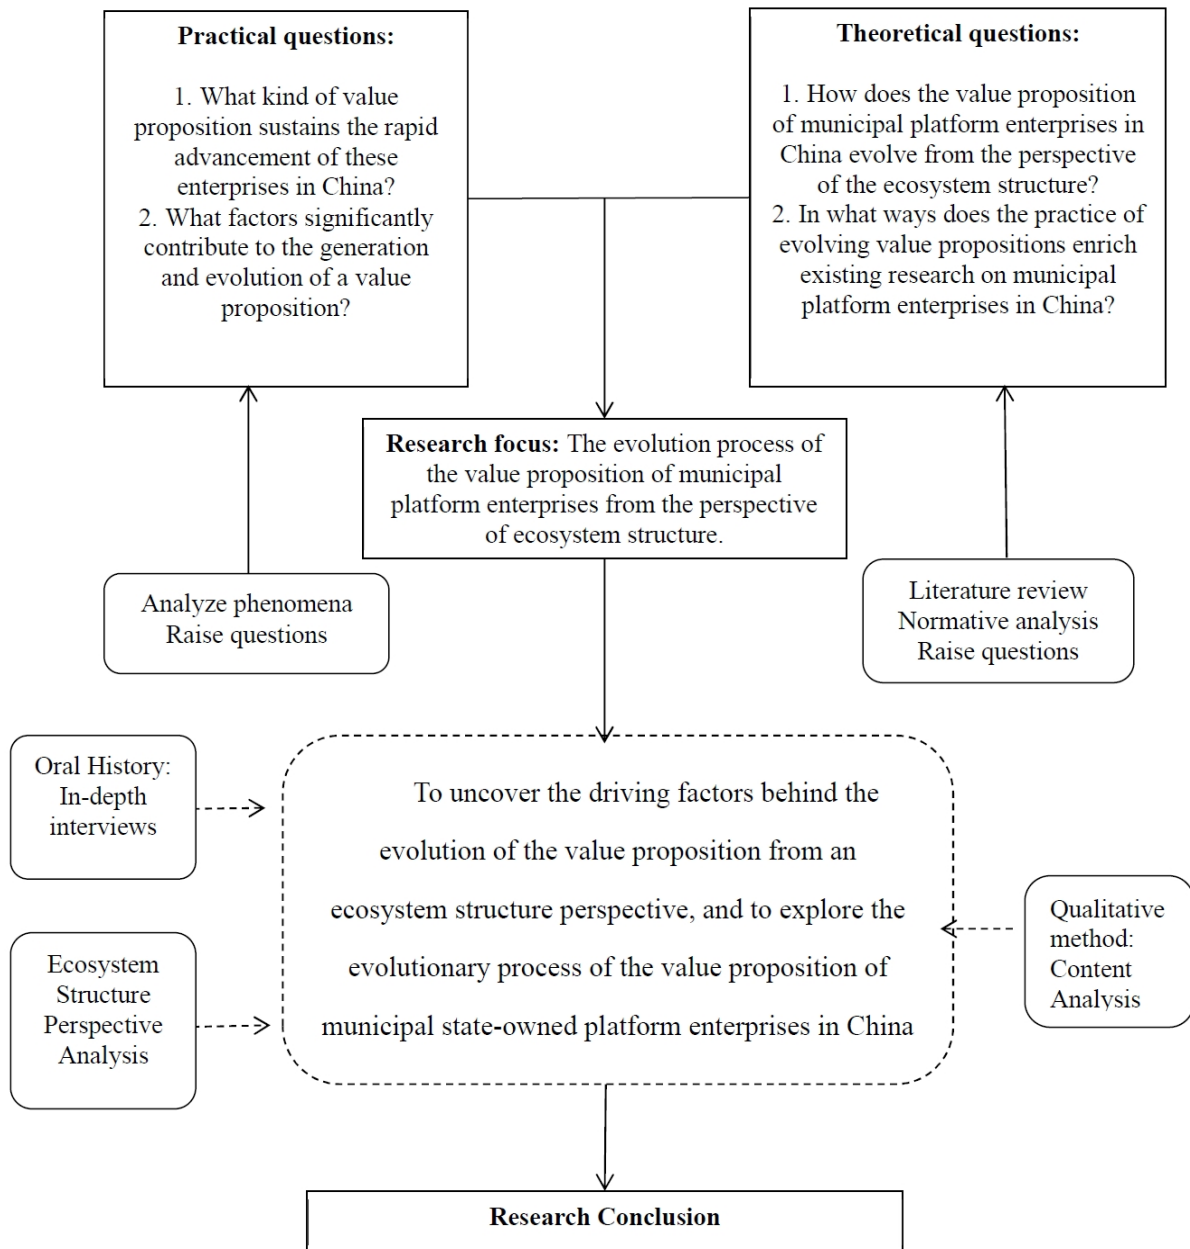 Practical questions:
1. What kind of value
proposition sustains the rapid
advancement of these
enterprises in China?
2. What factors significantly
contribute to the generation
and evolution of a value
proposition?
Theoretical questions:
1. How does the value proposition
of municipal platform enterprises in
China evolve from the perspective
of the ecosystem structure?
2. In what ways does the practice of
evolving value propositions enrich
existing research on municipal
platform enterprises in China?
Research focus: The evolution process of
the value proposition of municipal
platform enterprises from the perspective
of ecosystem structure.
Analyze phenomena
Raise questions
Literature review
Normative analysis
Raise questions
Oral History:
In-depth
interviews
To uncover the driving factors behind the
evolution of the value proposition from an
ecosystem structure perspective, and to explore the
evolutionary process of the value proposition of
municipal state-owned platform enterprises in China
Ecosystem
Structure
Perspective
Analysis
Qualitative
method:
Content
Analysis
Research Conclusion